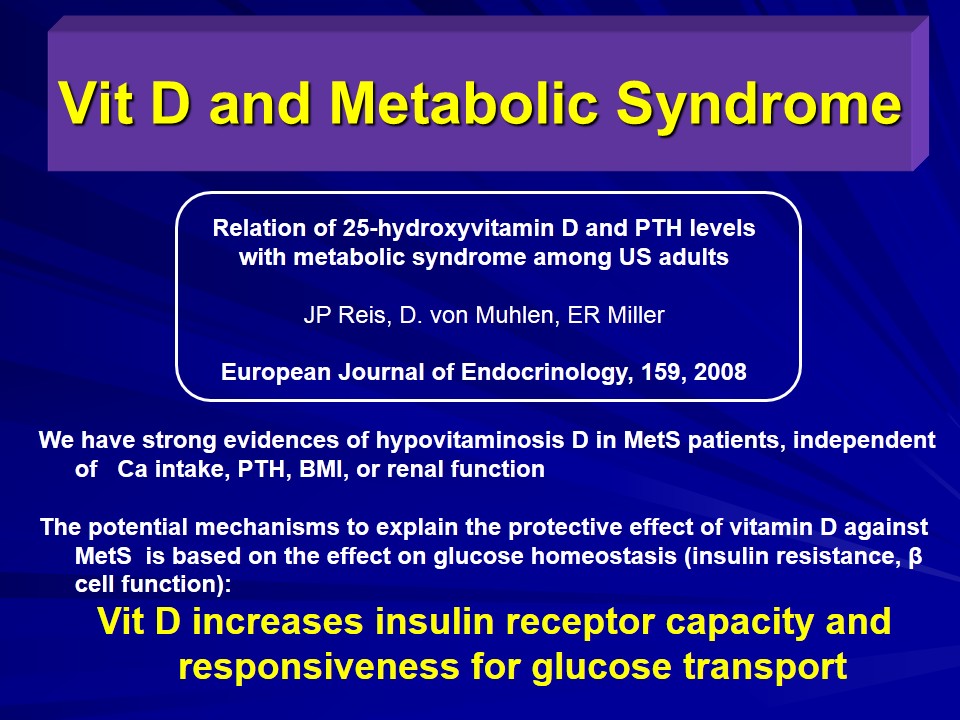 Vit D and Metabolic Syndrome
Relation of 25-hydroxyvitamin D and PTH levels
with metabolic syndrome among US adults
JP Reis, D. von Muhlen, ER Miller
European Journal of Endocrinology, 159, 2008
We have strong evidences of hypovitaminosis D in MetS patients, independent
of Ca intake, PTH, BMI, or renal function
The potential mechanisms to explain the protective effect of vitamin D against
MetS is based on the effect on glucose homeostasis (insulin resistance, β
cell function):
Vit D increases insulin receptor capacity and
responsiveness for glucose transport